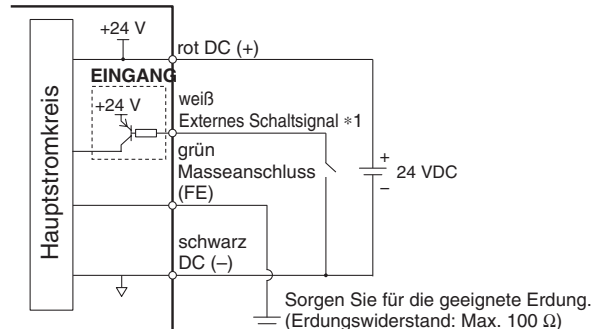 +24 V
rot DC (+)
EINGANG
+24 V
weiß
Externes Schaltsignal *1
grün
Masseanschluss
(FE)
Hauptstromkreis
+
24 VDC
–
schwarz
DC (–)
Sorgen Sie für die geeignete Erdung.
(Erdungswiderstand: Max. 100 Ω)